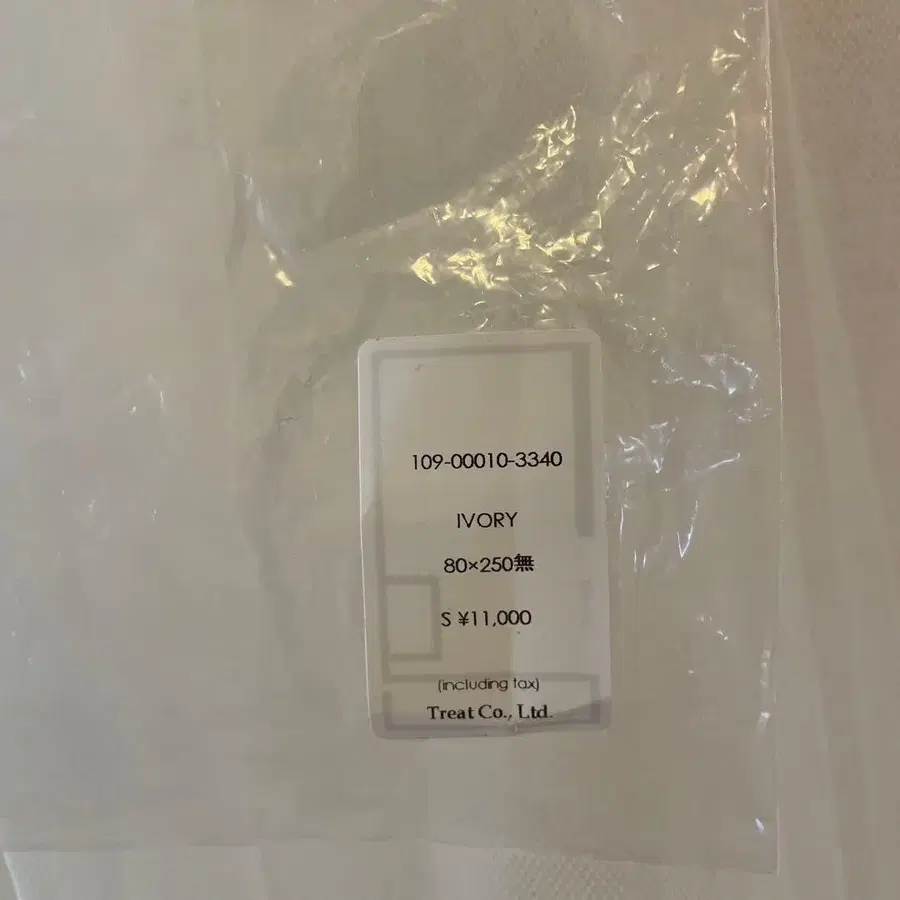 109-00010-3340
IVORY
80×250無
S ¥11,000
(including tax)
Treat Co., Ltd.